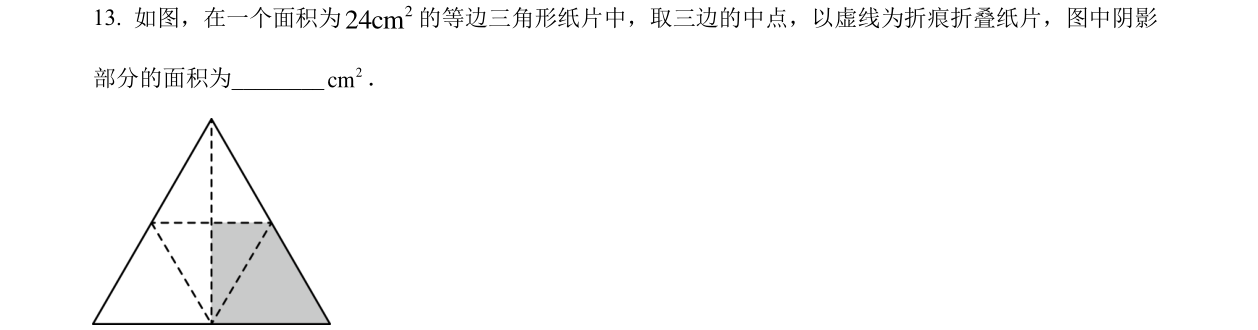 13. 如图，在一个面积为24cm²的等边三角形纸片中，取三边的中点，以虚线为折痕折叠纸片，图中阴影
部分的面积为________cm²．